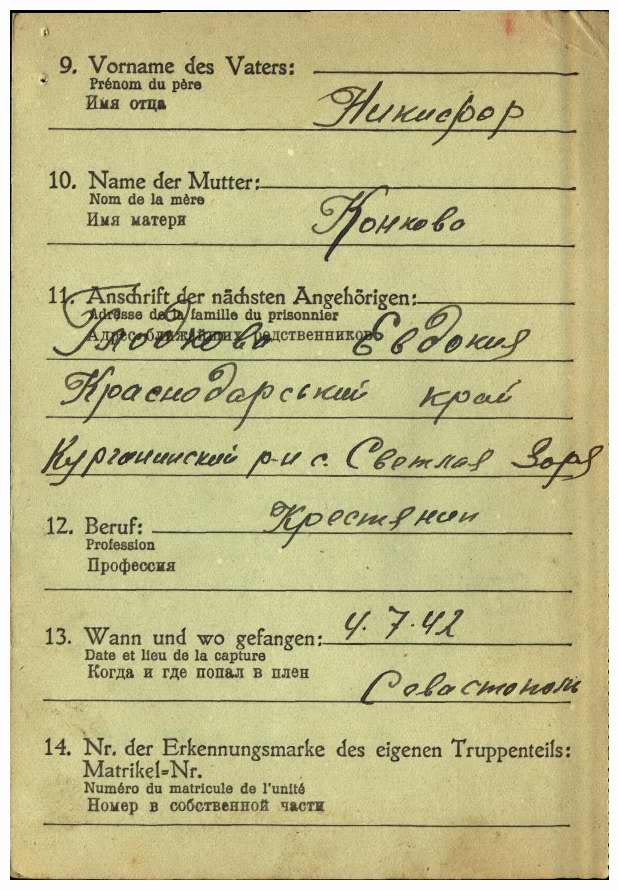 9. Vorname des Vaters:
Prénom du père
Имя отца
Никифор
10. Name der Mutter:
Nom de la mère
Имя матери
Конкова
11. Anschrift der nächsten Angehörigen:
Adresse de la famille du prisonnier
Адрес ближайших родственников
Гладкова Евдокия
Краснодарський край
Курганинский р-н с. Светлая Зоря
12. Beruf: Крестянин
Profession
Профессия
13. Wann und wo gefangen: 4.7.42
Date et lieu de la capture
Когда и где попал в плен
Севастополь
14. Nr. der Erkennungsmarke des eigenen Truppenteils:
Matrikel=Nr.
Numéro du matricule de l'unité
Номер в собственной части